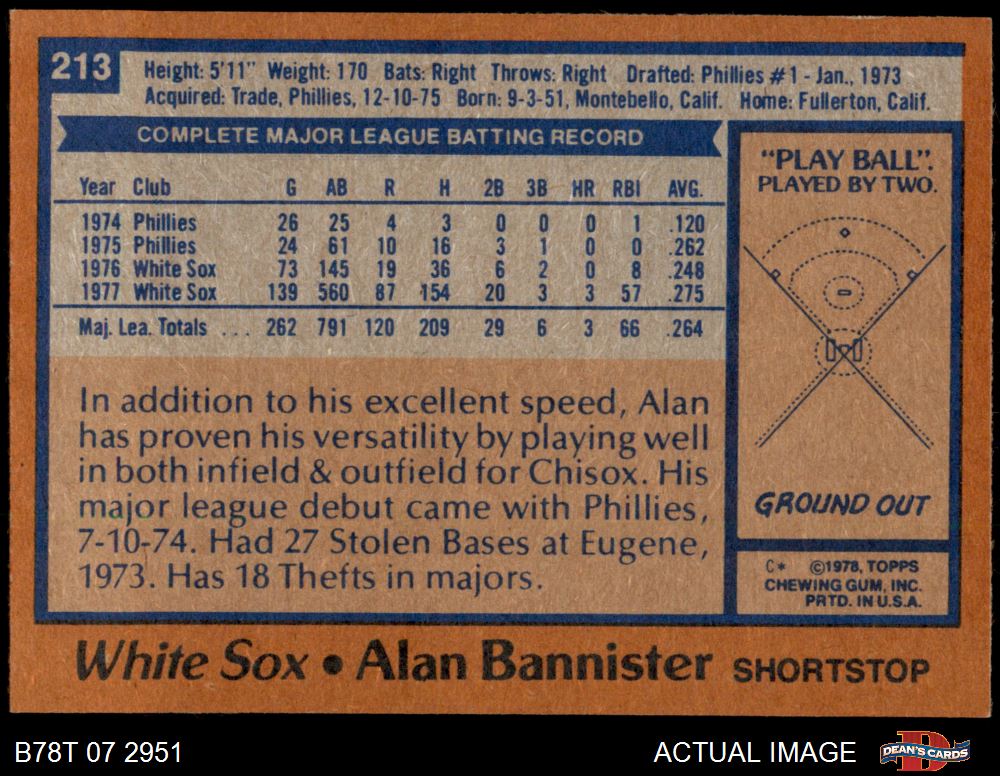 213
Height: 5'11" Weight: 170 Bats: Right Throws: Right Drafted: Phillies #1 - Jan., 1973
Acquired: Trade, Phillies, 12-10-75 Born: 9-3-51, Montebello, Calif. Home: Fullerton, Calif.
COMPLETE MAJOR LEAGUE BATTING RECORD
Year Club G AB R H 2B 3B HR RBI AVG.
1974 Phillies 26 25 4 3 0 0 0 1 .120
1975 Phillies 24 61 10 16 3 1 0 0 .262
1976 White Sox 73 145 19 36 6 2 0 8 .248
1977 White Sox 139 560 87 154 20 3 3 57 .275
Maj. Lea. Totals ... 262 791 120 209 29 6 3 66 .264
In addition to his excellent speed, Alan
has proven his versatility by playing well
in both infield & outfield for Chisox. His
major league debut came with Phillies,
7-10-74. Had 27 Stolen Bases at Eugene,
1973. Has 18 Thefts in majors.
"PLAY BALL".
PLAYED BY TWO.
GROUND OUT
C* ©1978, TOPPS
CHEWING GUM, INC.
PRTD. IN U.S.A.
White Sox • Alan Bannister SHORTSTOP
B78T 07 2951
ACTUAL IMAGE
DEAN'S CARDS